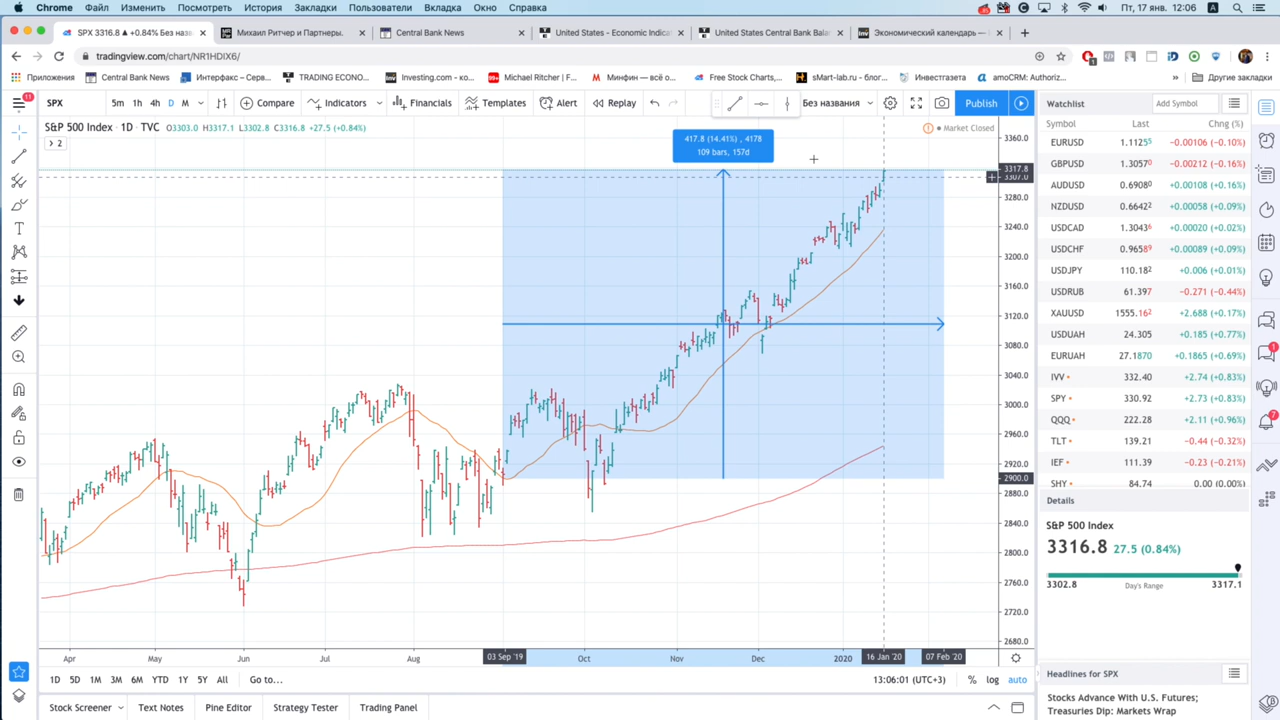 Chrome Файл Изменить Посмотреть История Закладки Пользователи Вкладка Окно Справка Пт, 17 янв. 12:06
SPX 3316.8 ▲ +0.84% Без назв Михаил Ритчер и Партнеры. Central Bank News United States - Economic Indic United States Central Bank Bala Экономический календарь —
tradingview.com/chart/NR1HDIX6/
Приложения Central Bank News Интерфакс – Серв... TRADING ECONO... Investing.com - ко... Michael Ritcher | P... Минфин — всё о... Free Stock Charts,... sMart-lab.ru - блог... Инвестгазета amoCRM: Authoriz... » Другие закладки
11 SPX 5m 1h 4h D M Compare Indicators Financials Templates Alert Replay Без названия Publish
S&P 500 Index · 1D · TVC O3303.0 H3317.1 L3302.8 C3316.8 +27.5 (+0.84%)
Market Closed
> 2
417.8 (14.41%) , 4178
109 bars, 157d
3360.0
3317.8
3307.0
3280.0
3240.0
3200.0
3160.0
3120.0
3080.0
3040.0
3000.0
2960.0
2920.0
2900.0
2880.0
2840.0
2800.0
2760.0
2720.0
2680.0
Apr May Jun Jul Aug 03 Sep '19 Oct Nov Dec 2020 16 Jan '20 07 Feb '20
1D 5D 1M 3M 6M YTD 1Y 5Y All Go to... 13:06:01 (UTC+3) % log auto
Stock Screener Text Notes Pine Editor Strategy Tester Trading Panel
Watchlist Add Symbol
Symbol Last Chng (%)
EURUSD 1.1125⁵ −0.00106 (−0.10%)
GBPUSD 1.3057⁰ −0.00212 (−0.16%)
AUDUSD 0.6908⁰ +0.00108 (+0.16%)
NZDUSD 0.6642² +0.00058 (+0.09%)
USDCAD 1.3043⁶ +0.00020 (+0.02%)
USDCHF 0.9658⁹ +0.00089 (+0.09%)
USDJPY 110.18² +0.006 (+0.01%)
USDRUB 61.397 −0.271 (−0.44%)
XAUUSD 1555.16² +2.688 (+0.17%)
USDUAH 24.305 +0.185 (+0.77%)
EURUAH 27.1870 +0.1865 (+0.69%)
IVV 332.40 +2.74 (+0.83%)
SPY 330.92 +2.73 (+0.83%)
QQQ 222.28 +2.11 (+0.96%)
TLT 139.21 −0.44 (−0.32%)
IEF 111.39 −0.23 (−0.21%)
SHY 84.74 0.00 (0.00%)
Details
S&P 500 Index
3316.8 27.5 (0.84%)
3302.8 Day's Range 3317.1
Headlines for SPX
Stocks Advance With U.S. Futures;
Treasuries Dip: Markets Wrap
1
7